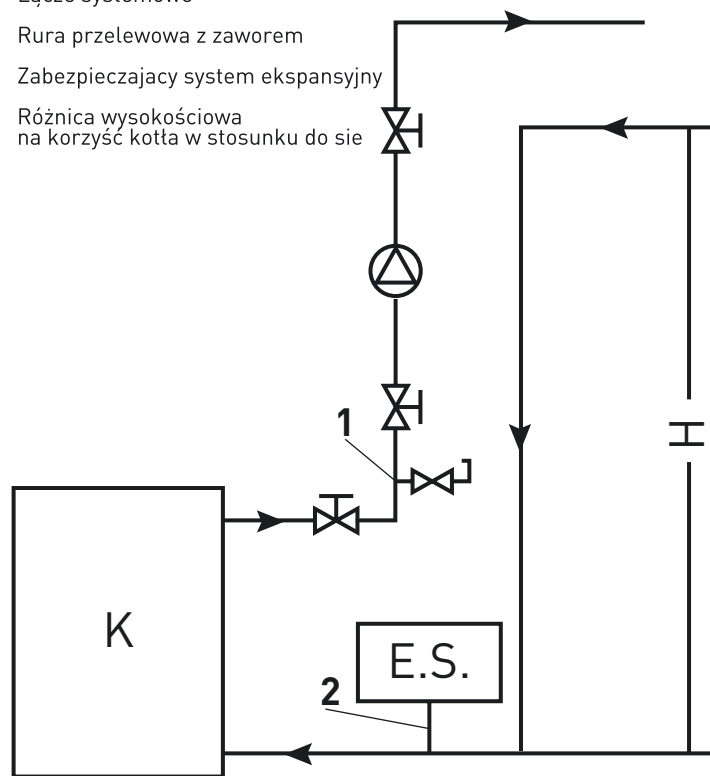 Rura przelewowa z zaworem
Zabezpieczajacy system ekspansyjny
Różnica wysokościowa
na korzyść kotła w stosunku do sie
1
H
K
E.S.
2